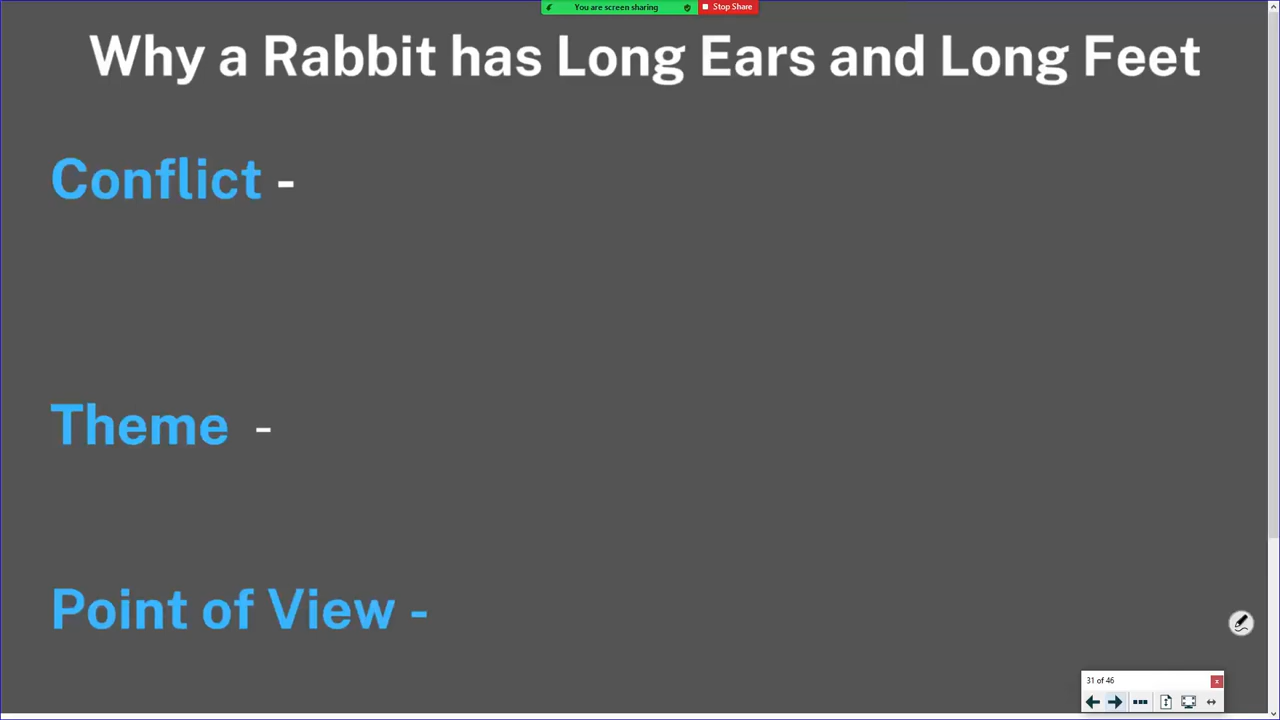 You are screen sharing Stop Share
Why a Rabbit has Long Ears and Long Feet
Conflict -
Theme -
Point of View -
31 of 46